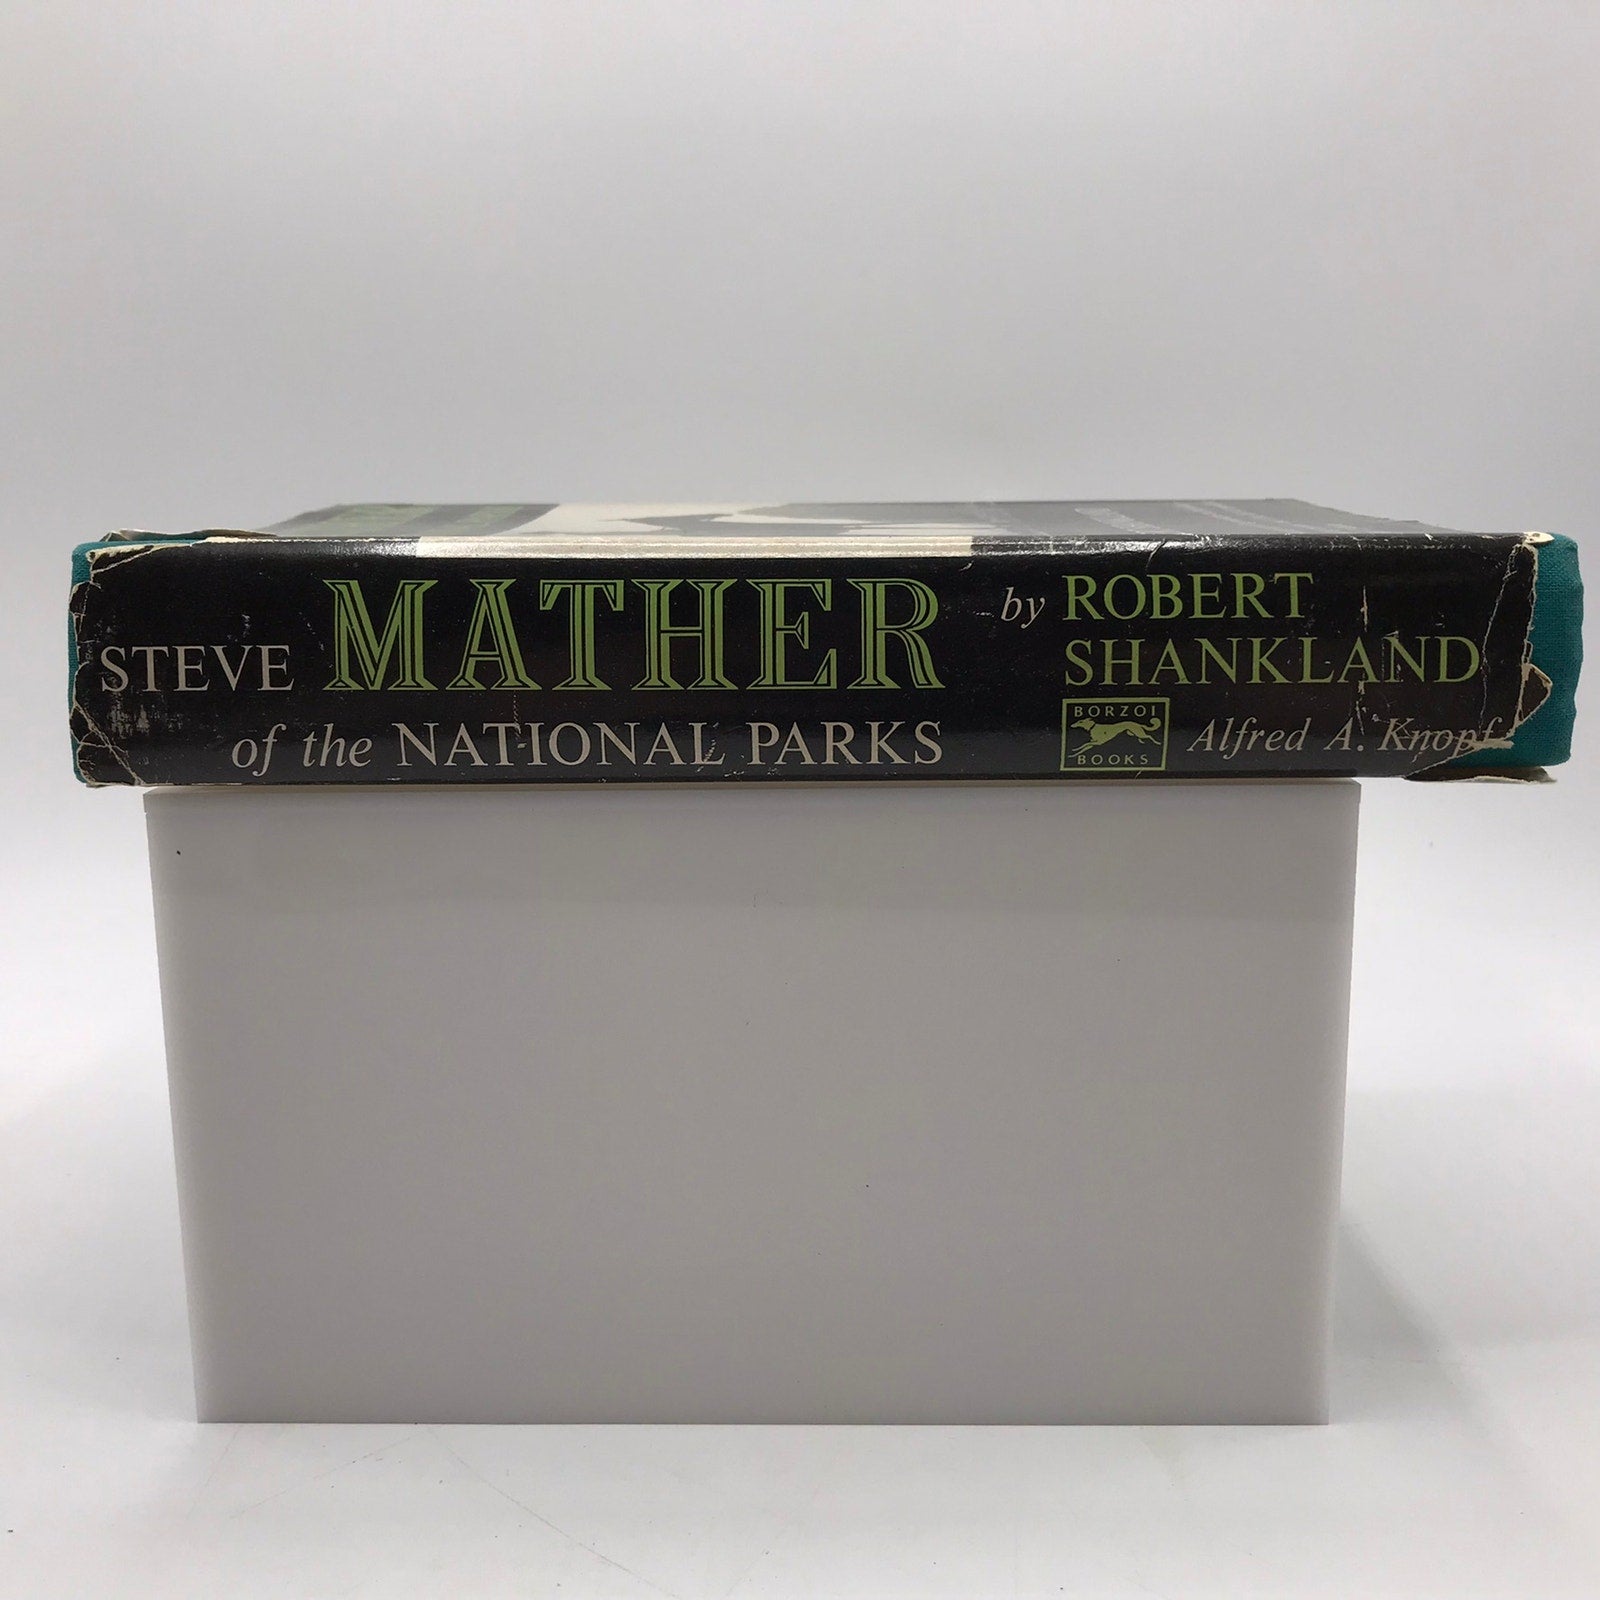 STEVE MATHER
of the NATIONAL PARKS
by ROBERT
SHANKLAND
BORZOI
BOOKS
Alfred A. Knopf